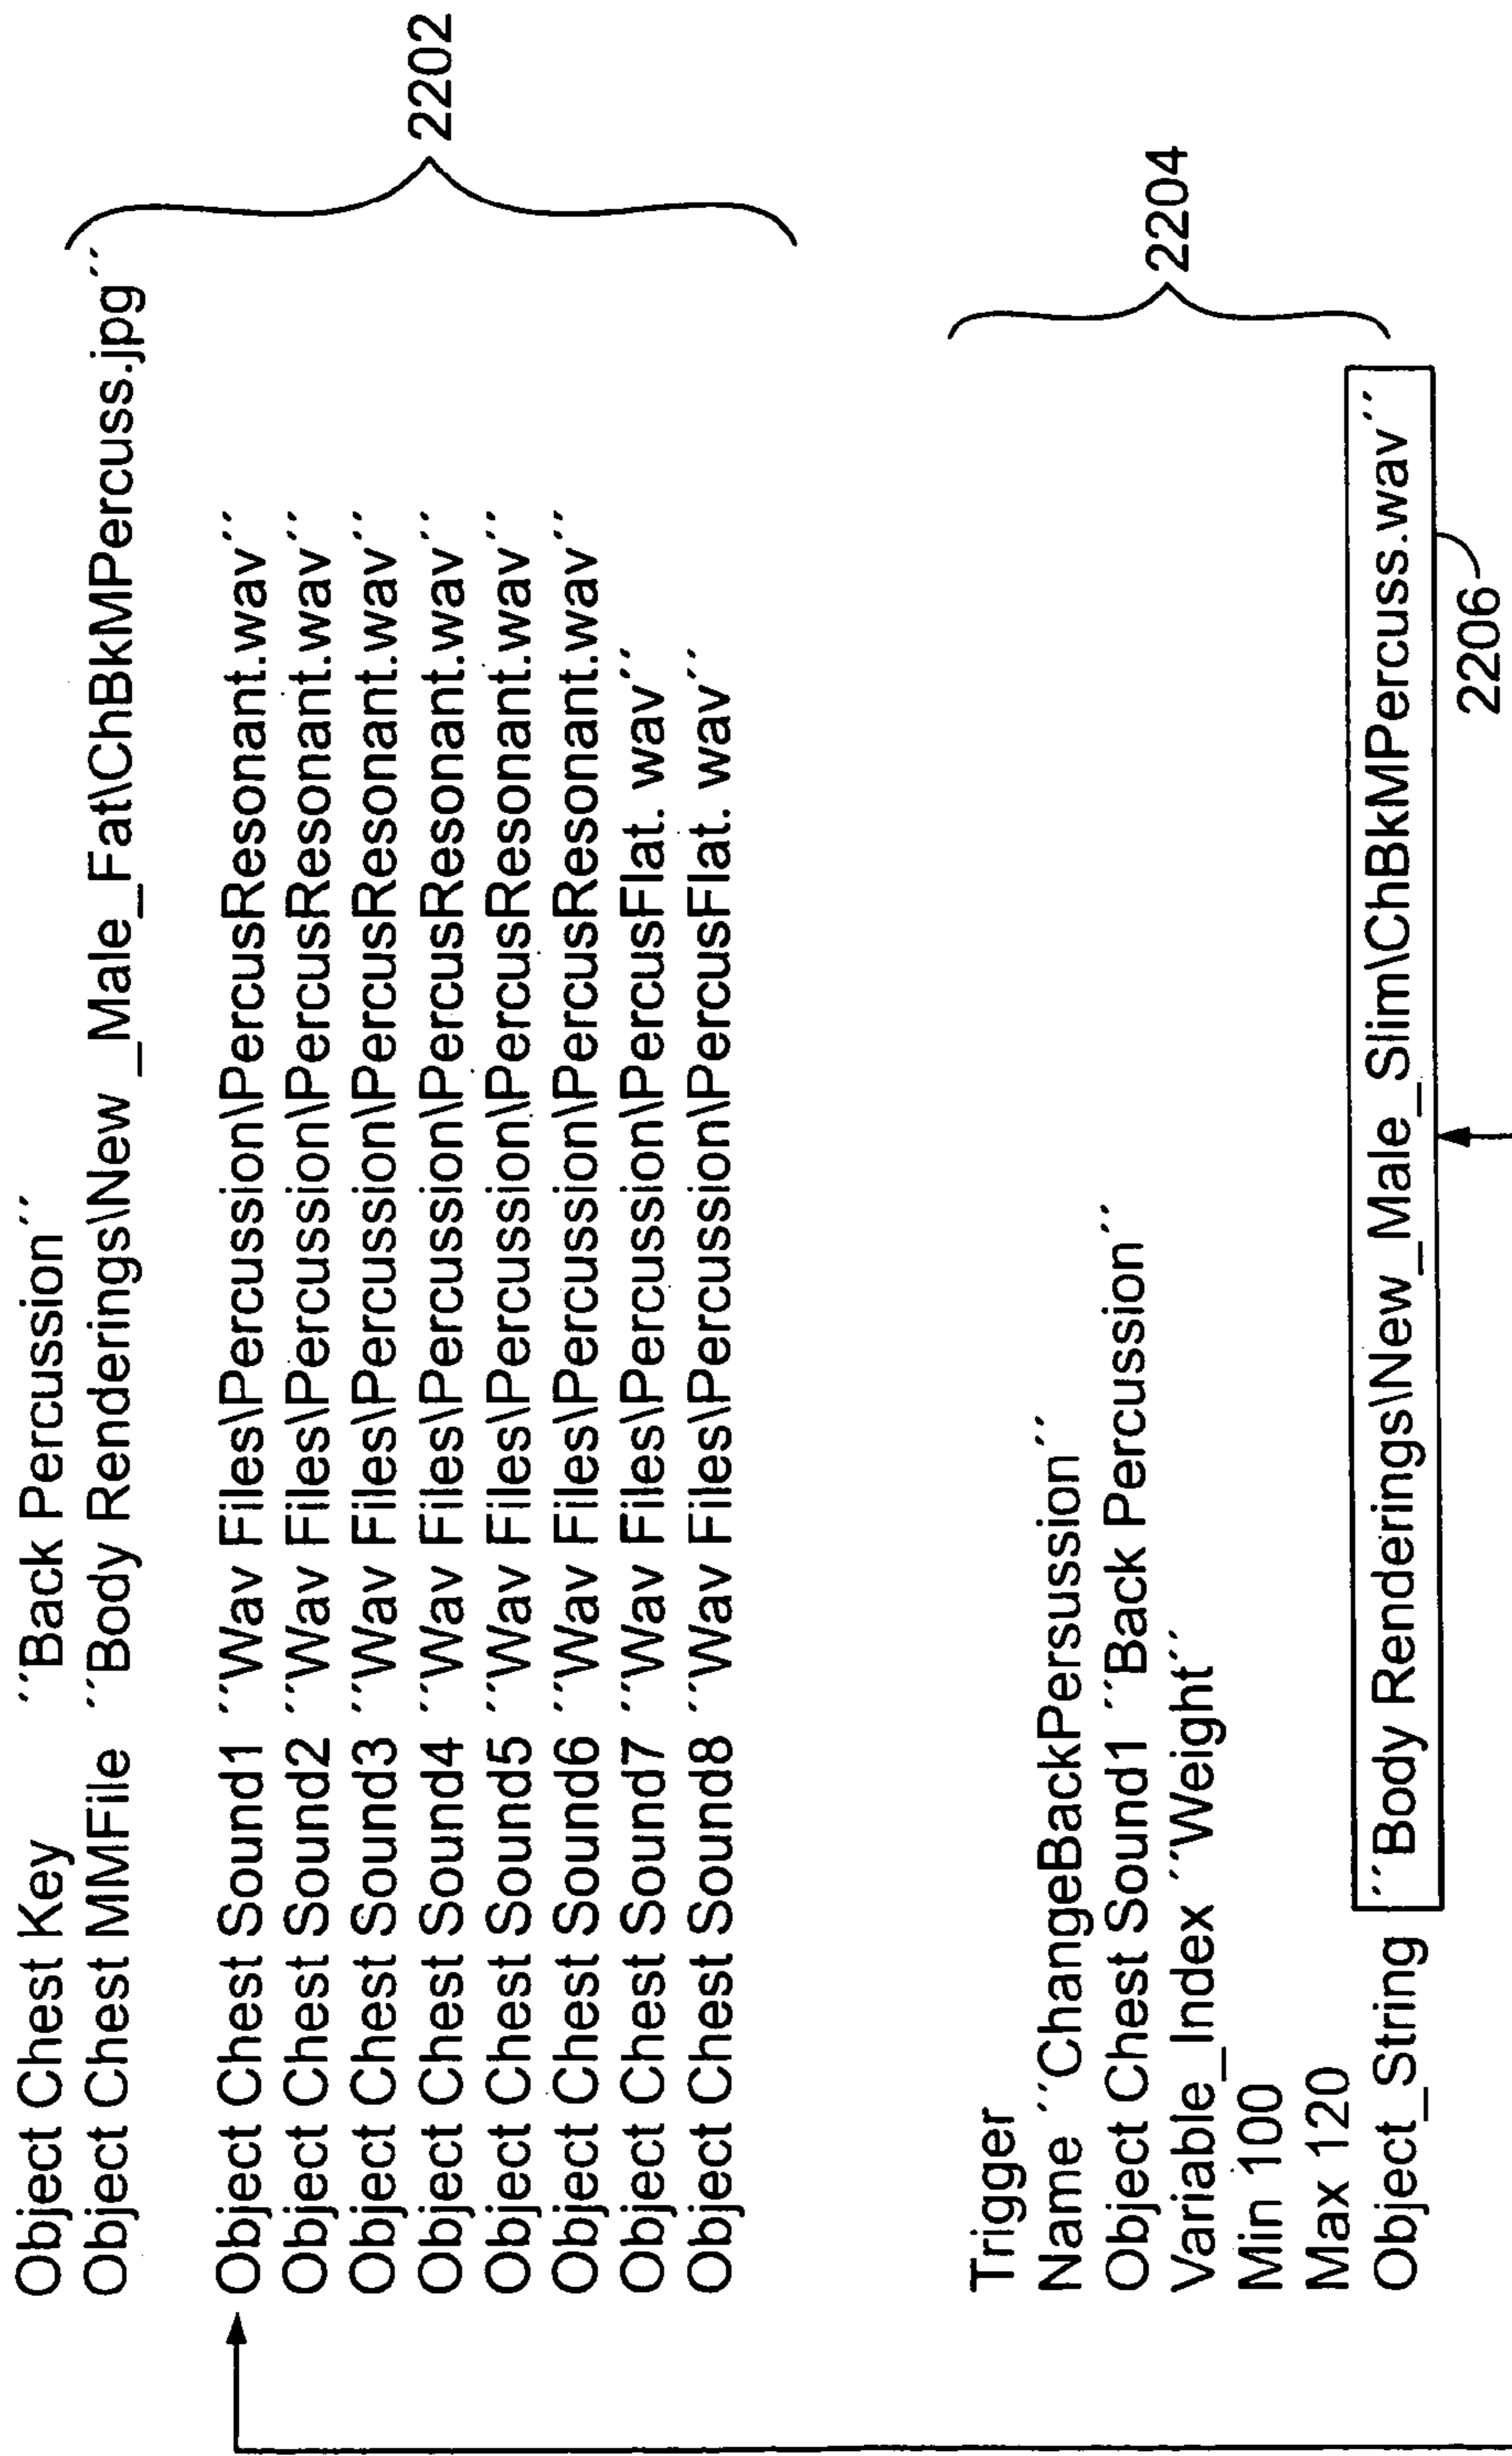 Object Chest Key ´´Back Percussion´´
Object Chest MMFile ´´Body Renderings\New _Male_Fat\ChBkMPercuss.jpg´´
Object Chest Sound1 ´´Wav Files\Percussion\PercusResonant.wav´´
Object Chest Sound2 ´´Wav Files\Percussion\PercusResonant.wav´´
Object Chest Sound3 ´´Wav Files\Percussion\PercusResonant.wav´´
Object Chest Sound4 ´´Wav Files\Percussion\PercusResonant.wav´´
Object Chest Sound5 ´´Wav Files\Percussion\PercusResonant.wav´´
Object Chest Sound6 ´´Wav Files\Percussion\PercusResonant.wav´´
Object Chest Sound7 ´´Wav Files\Percussion\PercusFlat. wav´´
Object Chest Sound8 ´´Wav Files\Percussion\PercusFlat. wav´´
2202
Trigger
Name ´´ChangeBackPersussion´´
Object Chest Sound1 ´´Back Percussion´´
Variable_Index ´´Weight´´
Min 100
Max 120
Object_String ´´Body Renderings\New_Male_Slim\ChBkMPercuss.wav´´
2204
2206